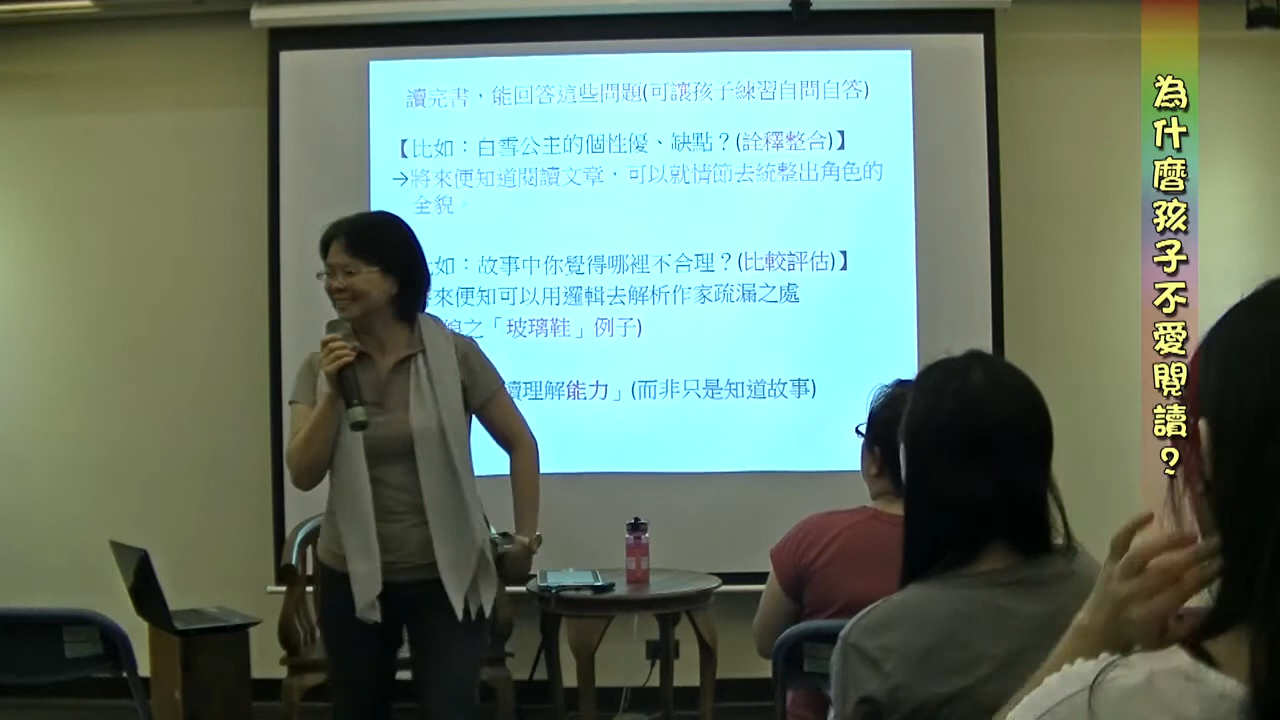 讀完書，能回答這些問題(可讓孩子練習自問自答)
【比如：白雪公主的個性優、缺點？(詮釋整合)】
→將來便知道閱讀文章，可以就情節去統整出角色的
全貌。
如：故事中你覺得哪裡不合理？(比較評估)】
來便知可以用邏輯去解析作家疏漏之處
之「玻璃鞋」例子)
讀理解能力」(而非只是知道故事)
為什麼孩子不愛閱讀？